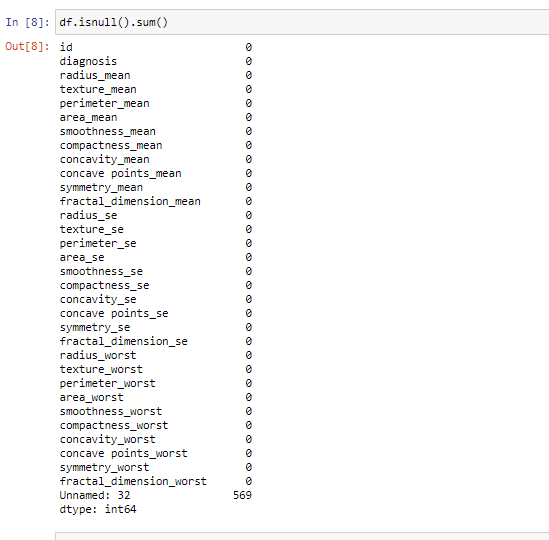 In [8]: df.isnull().sum()
Out[8]: id 0
diagnosis 0
radius_mean 0
texture_mean 0
perimeter_mean 0
area_mean 0
smoothness_mean 0
compactness_mean 0
concavity_mean 0
concave points_mean 0
symmetry_mean 0
fractal_dimension_mean 0
radius_se 0
texture_se 0
perimeter_se 0
area_se 0
smoothness_se 0
compactness_se 0
concavity_se 0
concave points_se 0
symmetry_se 0
fractal_dimension_se 0
radius_worst 0
texture_worst 0
perimeter_worst 0
area_worst 0
smoothness_worst 0
compactness_worst 0
concavity_worst 0
concave points_worst 0
symmetry_worst 0
fractal_dimension_worst 0
Unnamed: 32 569
dtype: int64